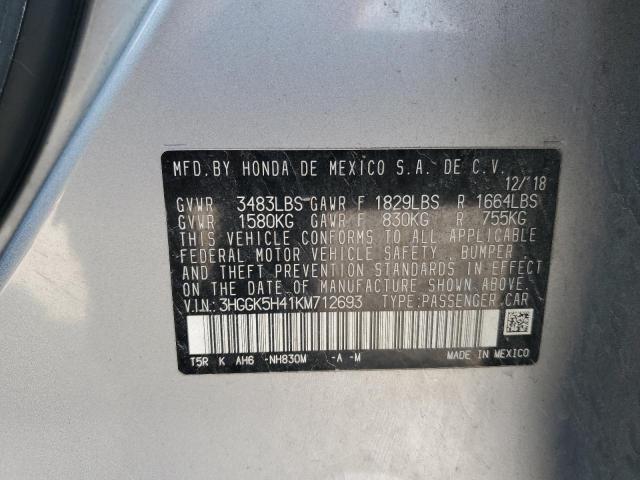 MFD.BY HONDA DE MEXICO S.A. DE C.V.
12/'18
GVWR 3483LBS GAWR F 1829LBS R 1664LBS
GVWR 1580KG GAWR F 830KG R 755KG
THIS VEHICLE CONFORMS TO ALL APPLICABLE
FEDERAL MOTOR VEHICLE SAFETY, BUMPER,
AND THEFT PREVENTION STANDARDS IN EFFECT
ON THE DATE OF MANUFACTURE SHOWN ABOVE.
V.I.N: 3HGGK5H41KM712693 TYPE:PASSENGER CAR
T5R K AH6 -NH830M -A -M MADE IN MEXICO